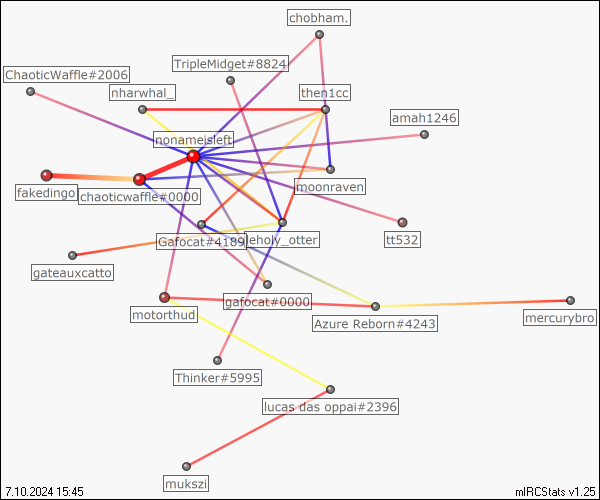 chobham.
TripleMidget#8824
ChaoticWaffle#2006
nharwhal_
then1cc
amah1246
nonameisleft
moonraven
fakedingo
chaoticwaffle#0000
Gafocat#4189
leholy_otter
tt532
gateauxcatto
gafocat#0000
motorthud
Azure Reborn#4243
mercurybro
Thinker#5995
lucas das oppai#2396
mukszi
7.10.2024 15:45
mIRCStats v1.25